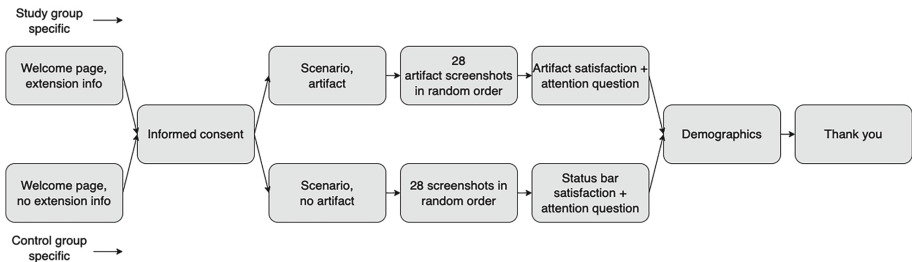 Study group
specific
Welcome page,
extension info
Scenario,
artifact
28
artifact screenshots
in random order
Artifact satisfaction +
attention question
Informed consent
Demographics
Thank you
Welcome page,
no extension info
Scenario,
no artifact
28 screenshots in
random order
Status bar
satisfaction +
attention question
Control group
specific